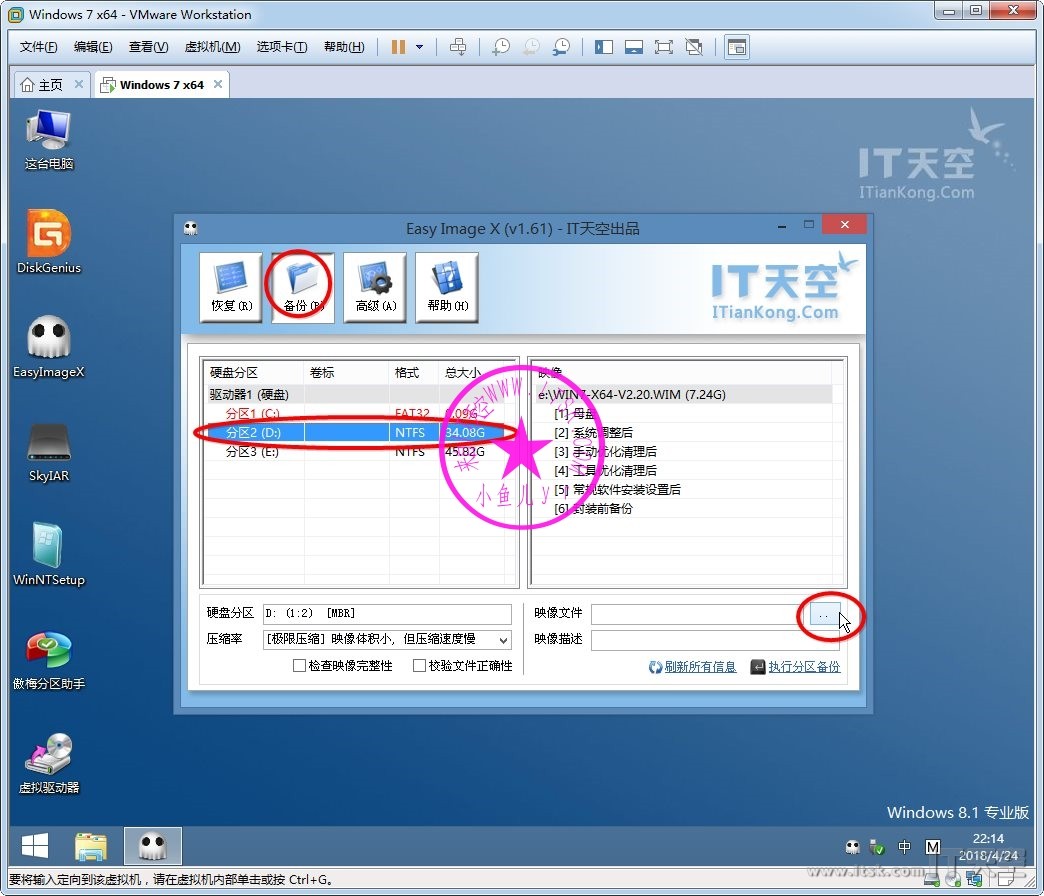 Windows 7 x64 - VMware Workstation
文件(F) 编辑(E) 查看(V) 虚拟机(M) 选项卡(T) 帮助(H)
主页 Windows 7 x64
这台电脑
DiskGenius
EasyImageX
SkyIAR
WinNTSetup
傲梅分区助手
虚拟驱动器
IT天空
ITianKong.Com
Easy Image X (v1.61) - IT天空出品
恢复(R) 备份(B) 高级(A) 帮助(H)
IT天空
ITianKong.Com
硬盘分区 卷标 格式 总大小
驱动器1 (硬盘)
分区1 (C:) FAT32 0.09G
分区2 (D:) NTFS 34.08G
分区3 (E:) NTFS 45.82G
映像
e:\WIN7-X64-V2.20.WIM (7.24G)
[1] 母盘
[2] 系统调整后
[3] 手动优化清理后
[4] 工具优化清理后
[5] 常规软件安装设置后
[6] 封装前备份
小鱼儿yr
硬盘分区 D: (1:2) [MBR]
压缩率 [极限压缩] 映像体积小, 但压缩速度慢
检查映像完整性 校验文件正确性
映像文件 ..
映像描述
刷新所有信息 执行分区备份
Windows 8.1 专业版
中 M
22:14
2018/4/24
IT天空
www.itsk.com
要将输入定向到该虚拟机，请在虚拟机内部单击或按 Ctrl+G。